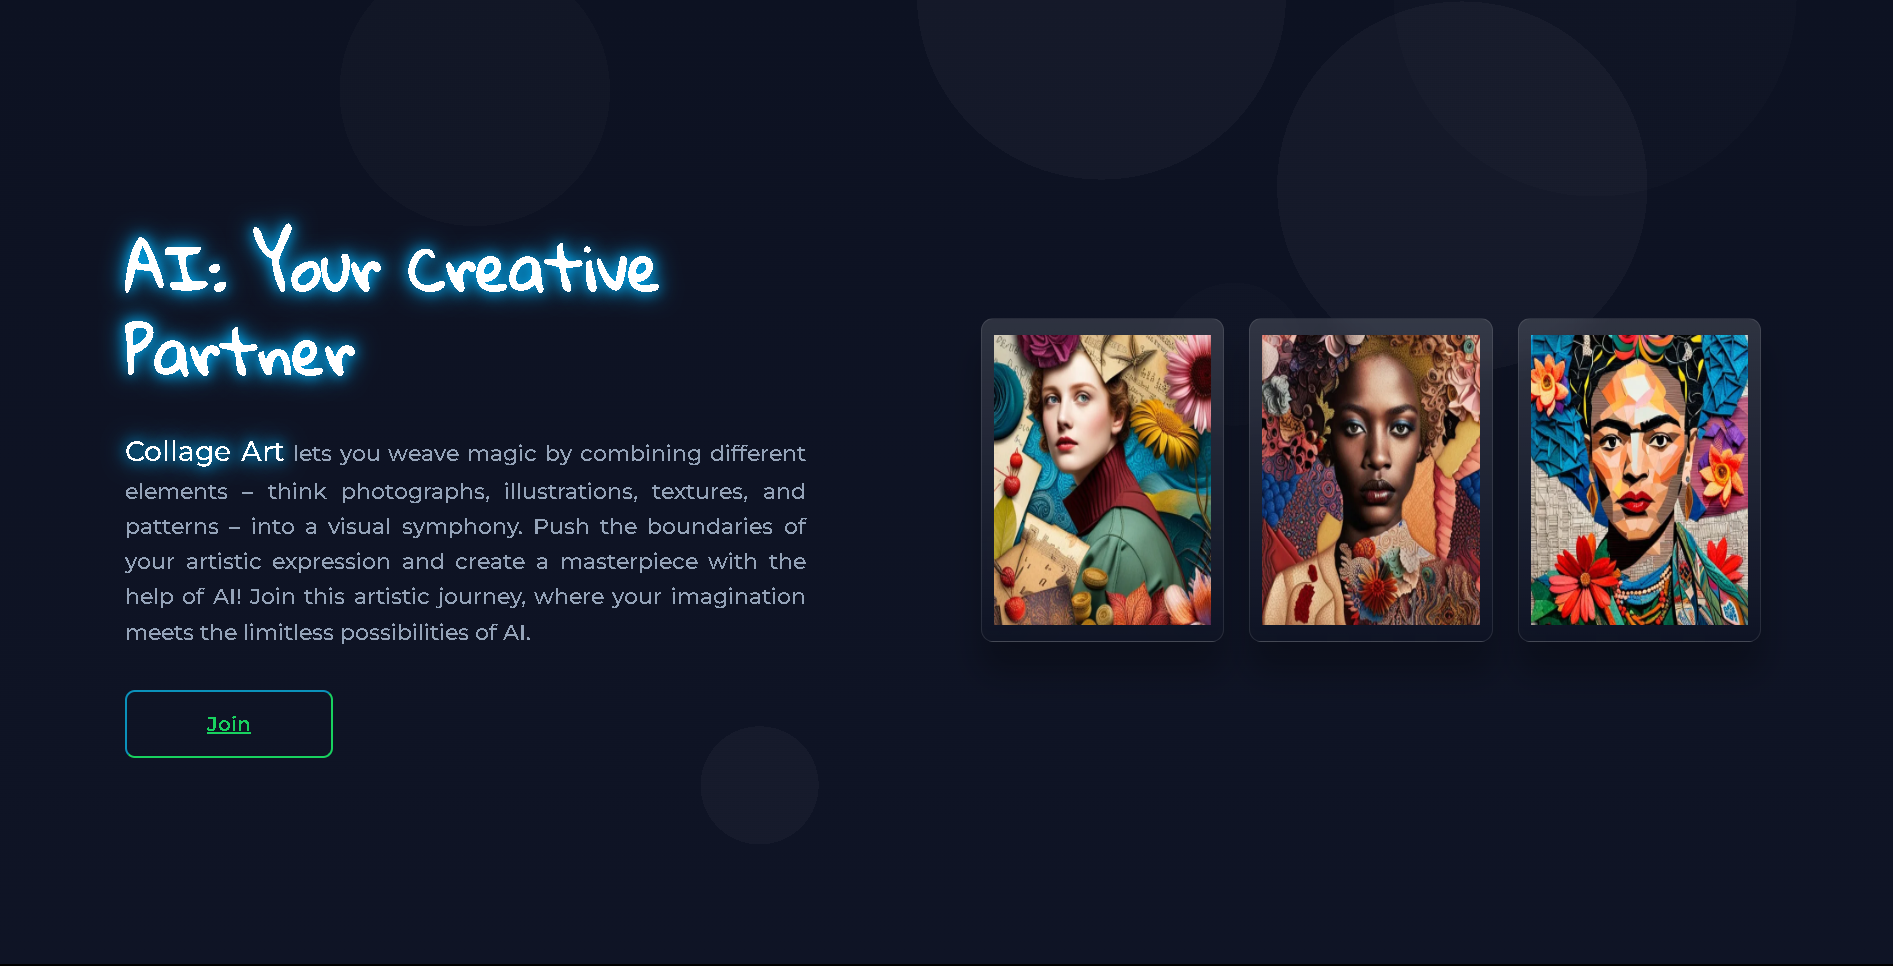 AI: Your Creative
Partner
Collage Art lets you weave magic by combining different
elements – think photographs, illustrations, textures, and
patterns – into a visual symphony. Push the boundaries of
your artistic expression and create a masterpiece with the
help of AI! Join this artistic journey, where your imagination
meets the limitless possibilities of AI.
Join